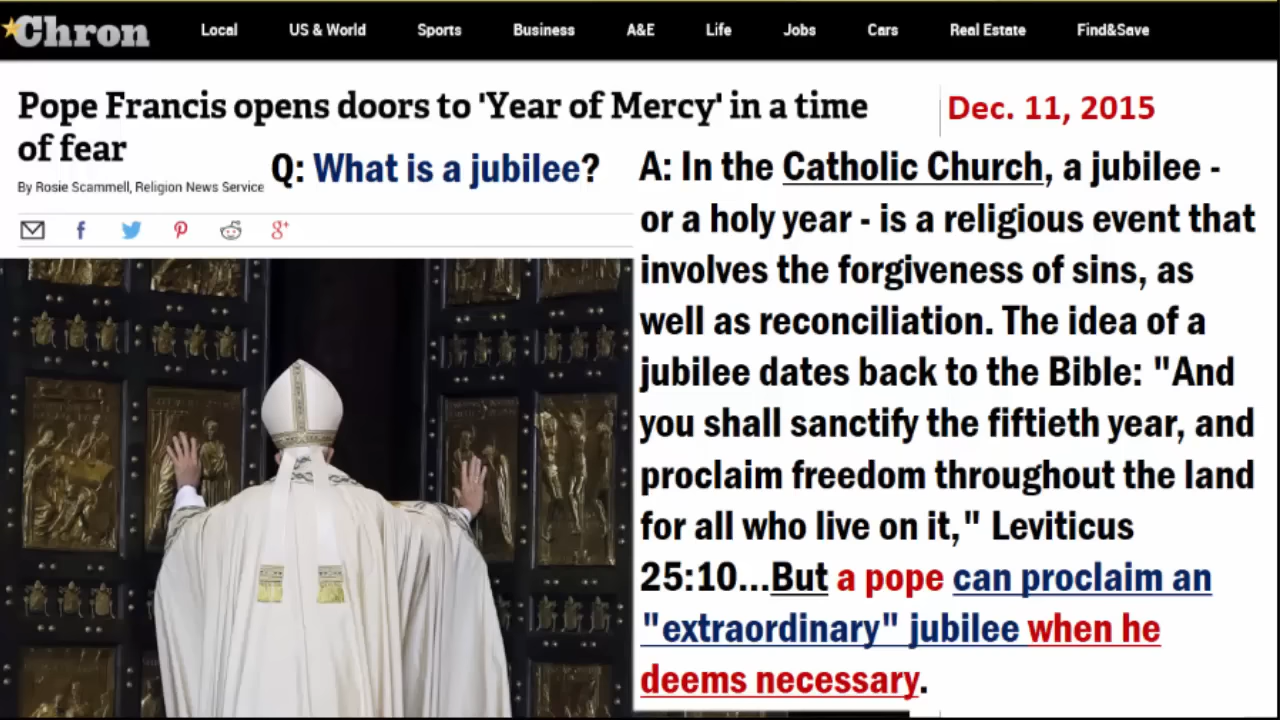 Chron
Local US & World Sports Business A&E Life Jobs Cars Real Estate Find&Save
Pope Francis opens doors to 'Year of Mercy' in a time
of fear
By Rosie Scammell, Religion News Service
Dec. 11, 2015
Q: What is a jubilee?
A: In the Catholic Church, a jubilee -
or a holy year - is a religious event that
involves the forgiveness of sins, as
well as reconciliation. The idea of a
jubilee dates back to the Bible: "And
you shall sanctify the fiftieth year, and
proclaim freedom throughout the land
for all who live on it," Leviticus
25:10...But a pope can proclaim an
"extraordinary" jubilee when he
deems necessary.